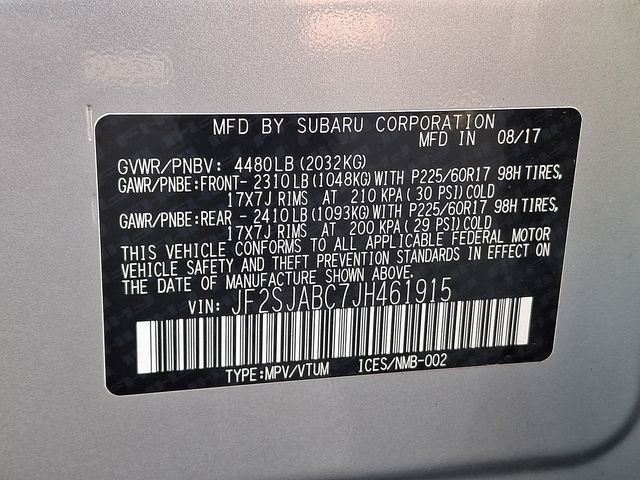 MFD BY SUBARU CORPORATION
MFD IN 08/17
GVWR/PNBV: 4480LB (2032KG)
GAWR/PNBE:FRONT- 2310LB (1048KG) WITH P225/60R17 98H TIRES,
17X7J RIMS AT 210 KPA (30 PSI) COLD
GAWR/PNBE:REAR - 2410LB (1093KG) WITH P225/60R17 98H TIRES,
17X7J RIMS AT 200 KPA (29 PSI) COLD
THIS VEHICLE CONFORMS TO ALL APPLICABLE FEDERAL MOTOR
VEHICLE SAFETY AND THEFT PREVENTION STANDARDS IN EFFECT ON
THE DATE OF MANUFACTURE SHOWN ABOVE.
VIN: JF2SJABC7JH461915
TYPE:MPV/VTUM ICES/NMB-002